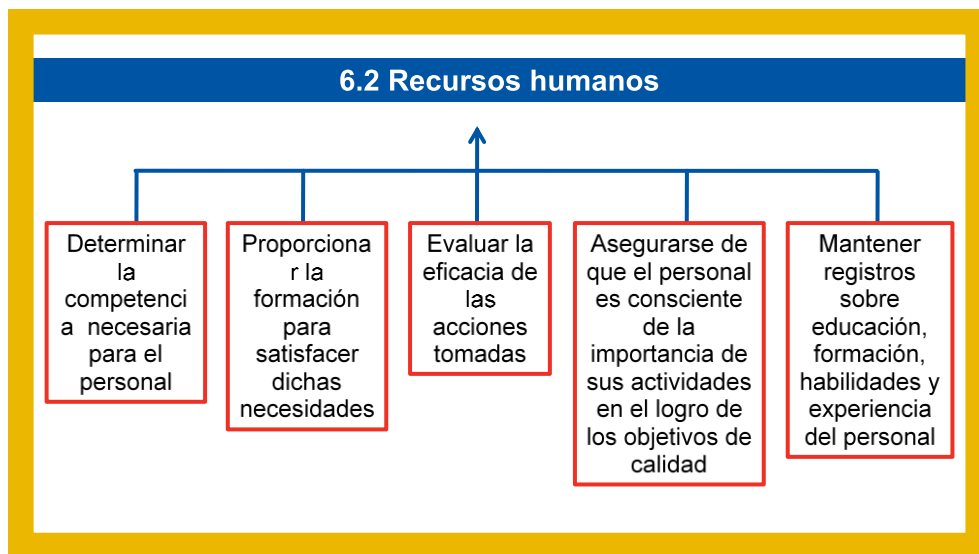 6.2 Recursos humanos
Determinar
la
competenci
a necesaria
para el
personal
Proporciona
r la
formación
para
satisfacer
dichas
necesidades
Evaluar la
eficacia de
las
acciones
tomadas
Asegurarse de
que el personal
es consciente
de la
importancia de
sus actividades
en el logro de
los objetivos de
calidad
Mantener
registros
sobre
educación,
formación,
habilidades y
experiencia
del personal